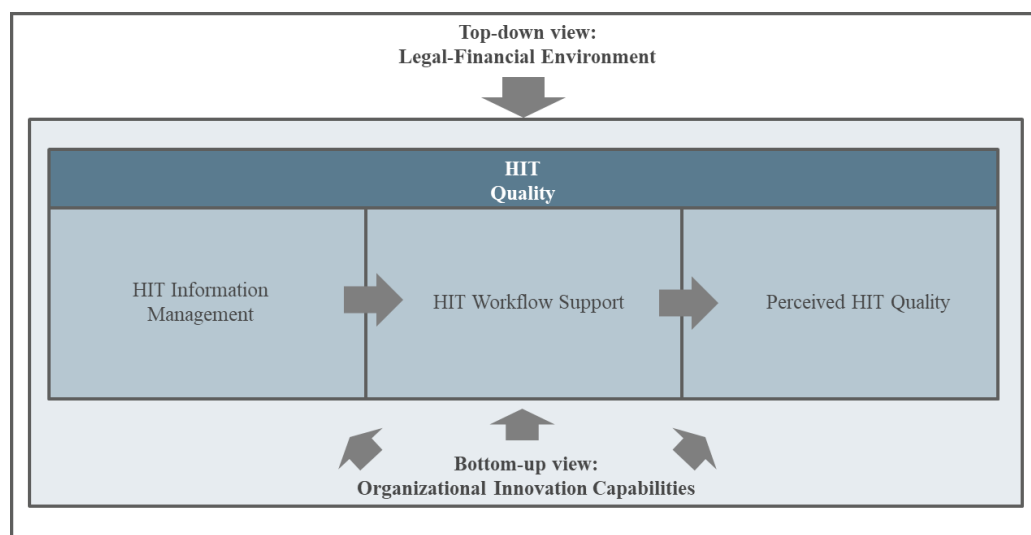 Top-down view:
Legal-Financial Environment
HIT
Quality
HIT Information
Management
HIT Workflow Support
Perceived HIT Quality
Bottom-up view:
Organizational Innovation Capabilities